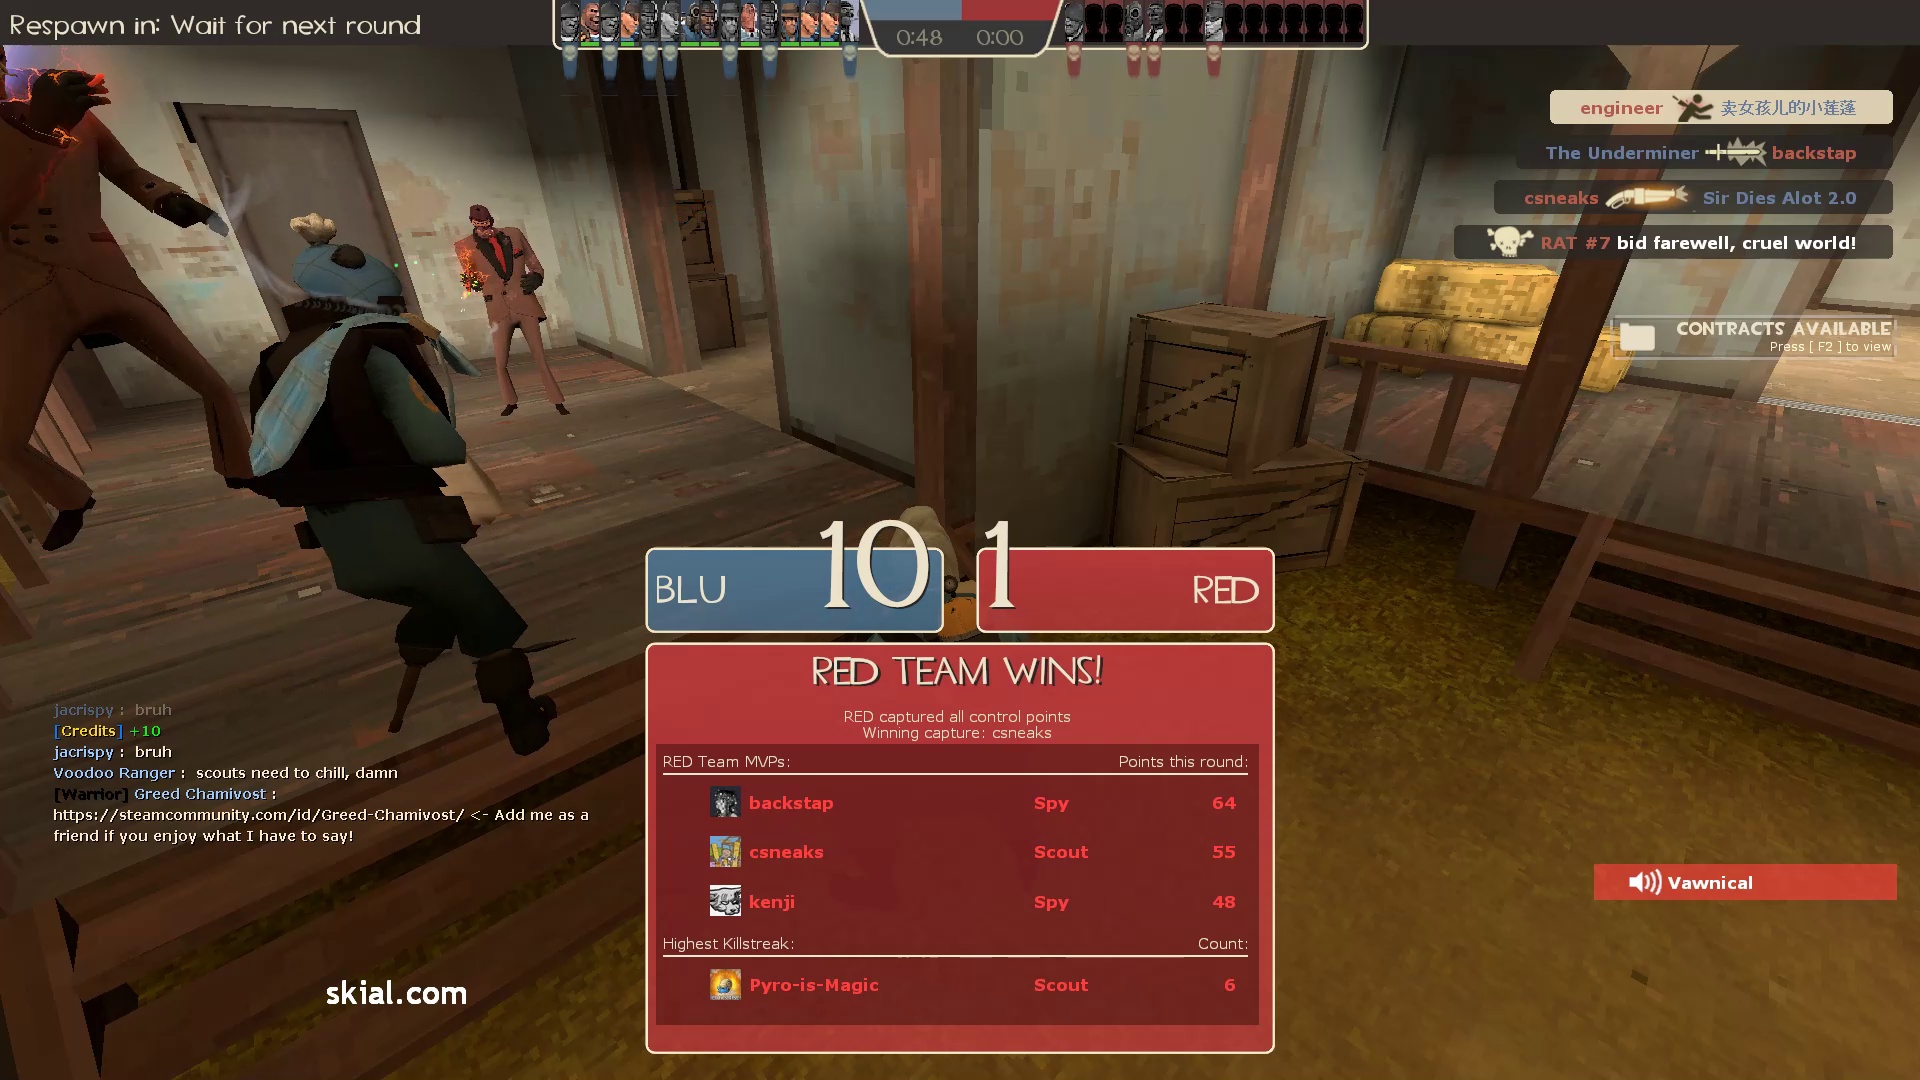 Respawn in: Wait for next round
0:48 0:00
engineer 卖女孩儿的小莲蓬
The Underminer backstap
csneaks Sir Dies Alot 2.0
RAT #7 bid farewell, cruel world!
CONTRACTS AVAILABLE
Press [ F2 ] to view
BLU 10 1 RED
RED TEAM WINS!
RED captured all control points
Winning capture: csneaks
RED Team MVPs: Points this round:
backstap Spy 64
csneaks Scout 55
kenji Spy 48
Highest Killstreak: Count:
Pyro-is-Magic Scout 6
jacrispy : bruh
[Credits] +10
jacrispy : bruh
Voodoo Ranger : scouts need to chill, damn
[Warrior] Greed Chamivost :
https://steamcommunity.com/id/Greed-Chamivost/ <- Add me as a
friend if you enjoy what I have to say!
Vawnical
skial.com